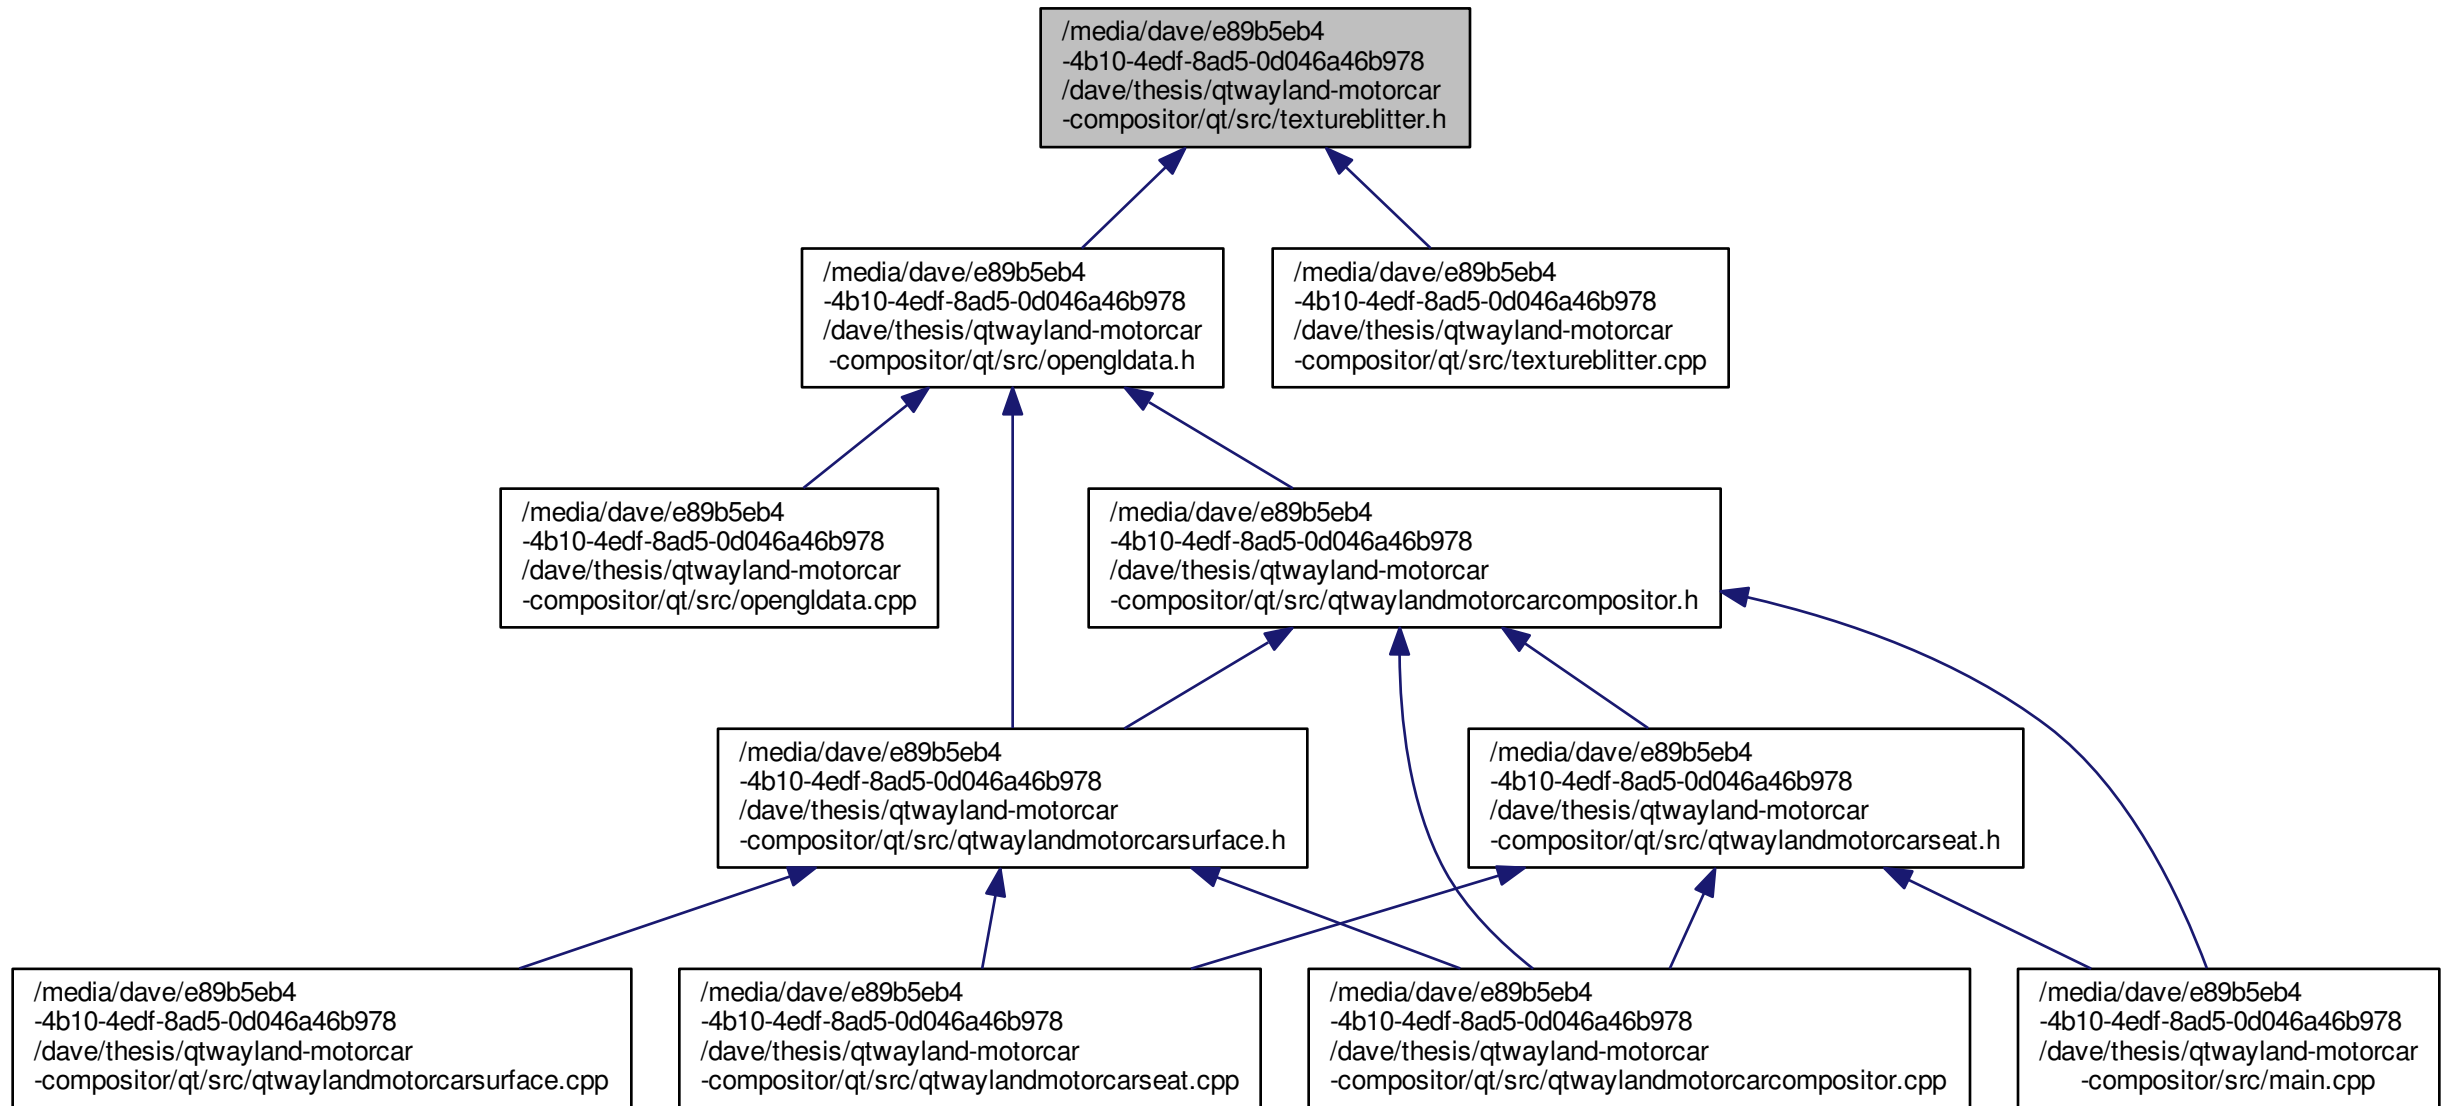 /media/dave/e89b5eb4
-4b10-4edf-8ad5-0d046a46b978
/dave/thesis/qtwayland-motorcar
-compositor/qt/src/textureblitter.h
/media/dave/e89b5eb4
-4b10-4edf-8ad5-0d046a46b978
/dave/thesis/qtwayland-motorcar
-compositor/qt/src/opengldata.h
/media/dave/e89b5eb4
-4b10-4edf-8ad5-0d046a46b978
/dave/thesis/qtwayland-motorcar
-compositor/qt/src/textureblitter.cpp
/media/dave/e89b5eb4
-4b10-4edf-8ad5-0d046a46b978
/dave/thesis/qtwayland-motorcar
-compositor/qt/src/opengldata.cpp
/media/dave/e89b5eb4
-4b10-4edf-8ad5-0d046a46b978
/dave/thesis/qtwayland-motorcar
-compositor/qt/src/qtwaylandmotorcarcompositor.h
/media/dave/e89b5eb4
-4b10-4edf-8ad5-0d046a46b978
/dave/thesis/qtwayland-motorcar
-compositor/qt/src/qtwaylandmotorcarsurface.h
/media/dave/e89b5eb4
-4b10-4edf-8ad5-0d046a46b978
/dave/thesis/qtwayland-motorcar
-compositor/qt/src/qtwaylandmotorcarseat.h
/media/dave/e89b5eb4
-4b10-4edf-8ad5-0d046a46b978
/dave/thesis/qtwayland-motorcar
-compositor/qt/src/qtwaylandmotorcarsurface.cpp
/media/dave/e89b5eb4
-4b10-4edf-8ad5-0d046a46b978
/dave/thesis/qtwayland-motorcar
-compositor/qt/src/qtwaylandmotorcarseat.cpp
/media/dave/e89b5eb4
-4b10-4edf-8ad5-0d046a46b978
/dave/thesis/qtwayland-motorcar
-compositor/qt/src/qtwaylandmotorcarcompositor.cpp
/media/dave/e89b5eb4
-4b10-4edf-8ad5-0d046a46b978
/dave/thesis/qtwayland-motorcar
-compositor/src/main.cpp